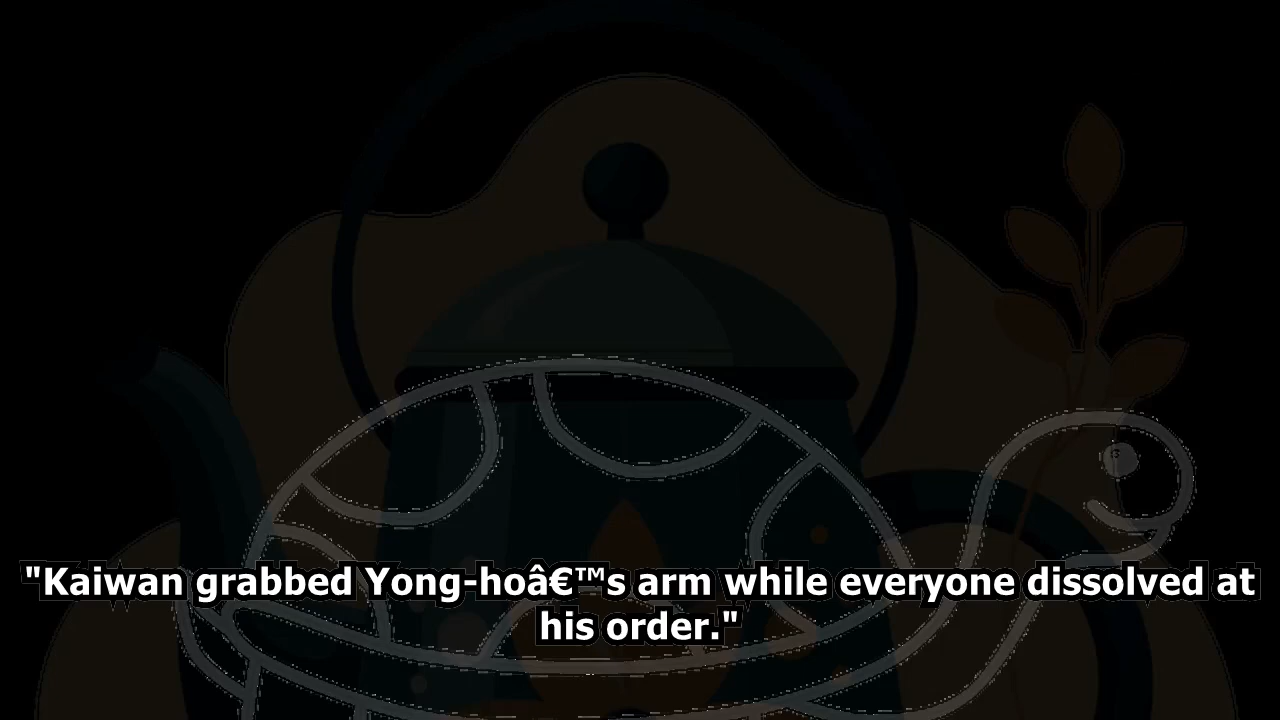 "Kaiwan grabbed Yong-hoâ€™s arm while everyone dissolved at
his order."